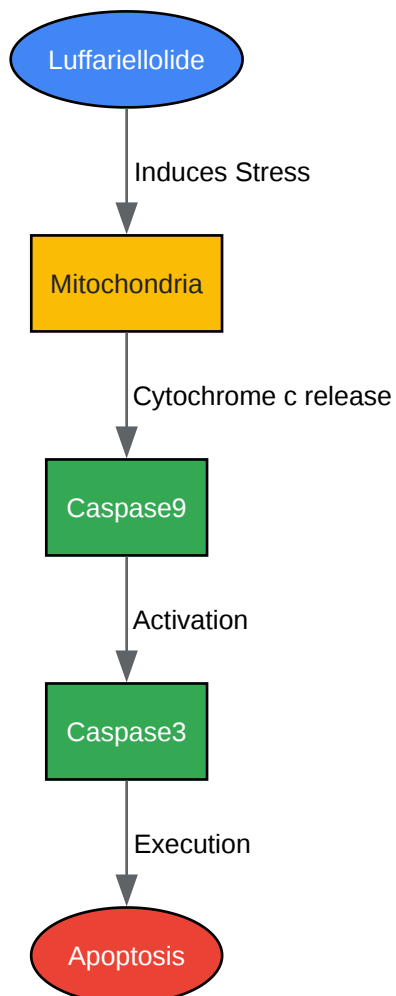 Luffariellolide
Induces Stress
Mitochondria
Cytochrome c release
Caspase9
Activation
Caspase3
Execution
Apoptosis